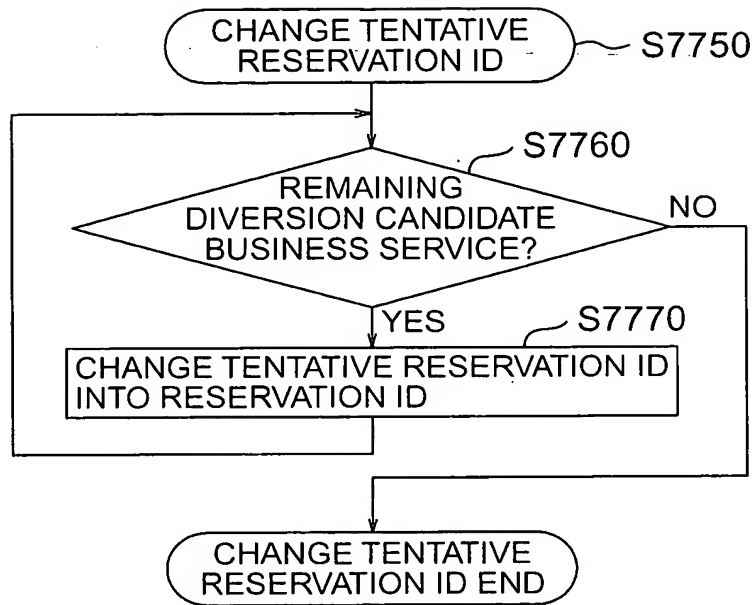 CHANGE TENTATIVE
RESERVATION ID
S7750
S7760
REMAINING
DIVERSION CANDIDATE
BUSINESS SERVICE?
NO
YES
S7770
CHANGE TENTATIVE RESERVATION ID
INTO RESERVATION ID
CHANGE TENTATIVE
RESERVATION ID END